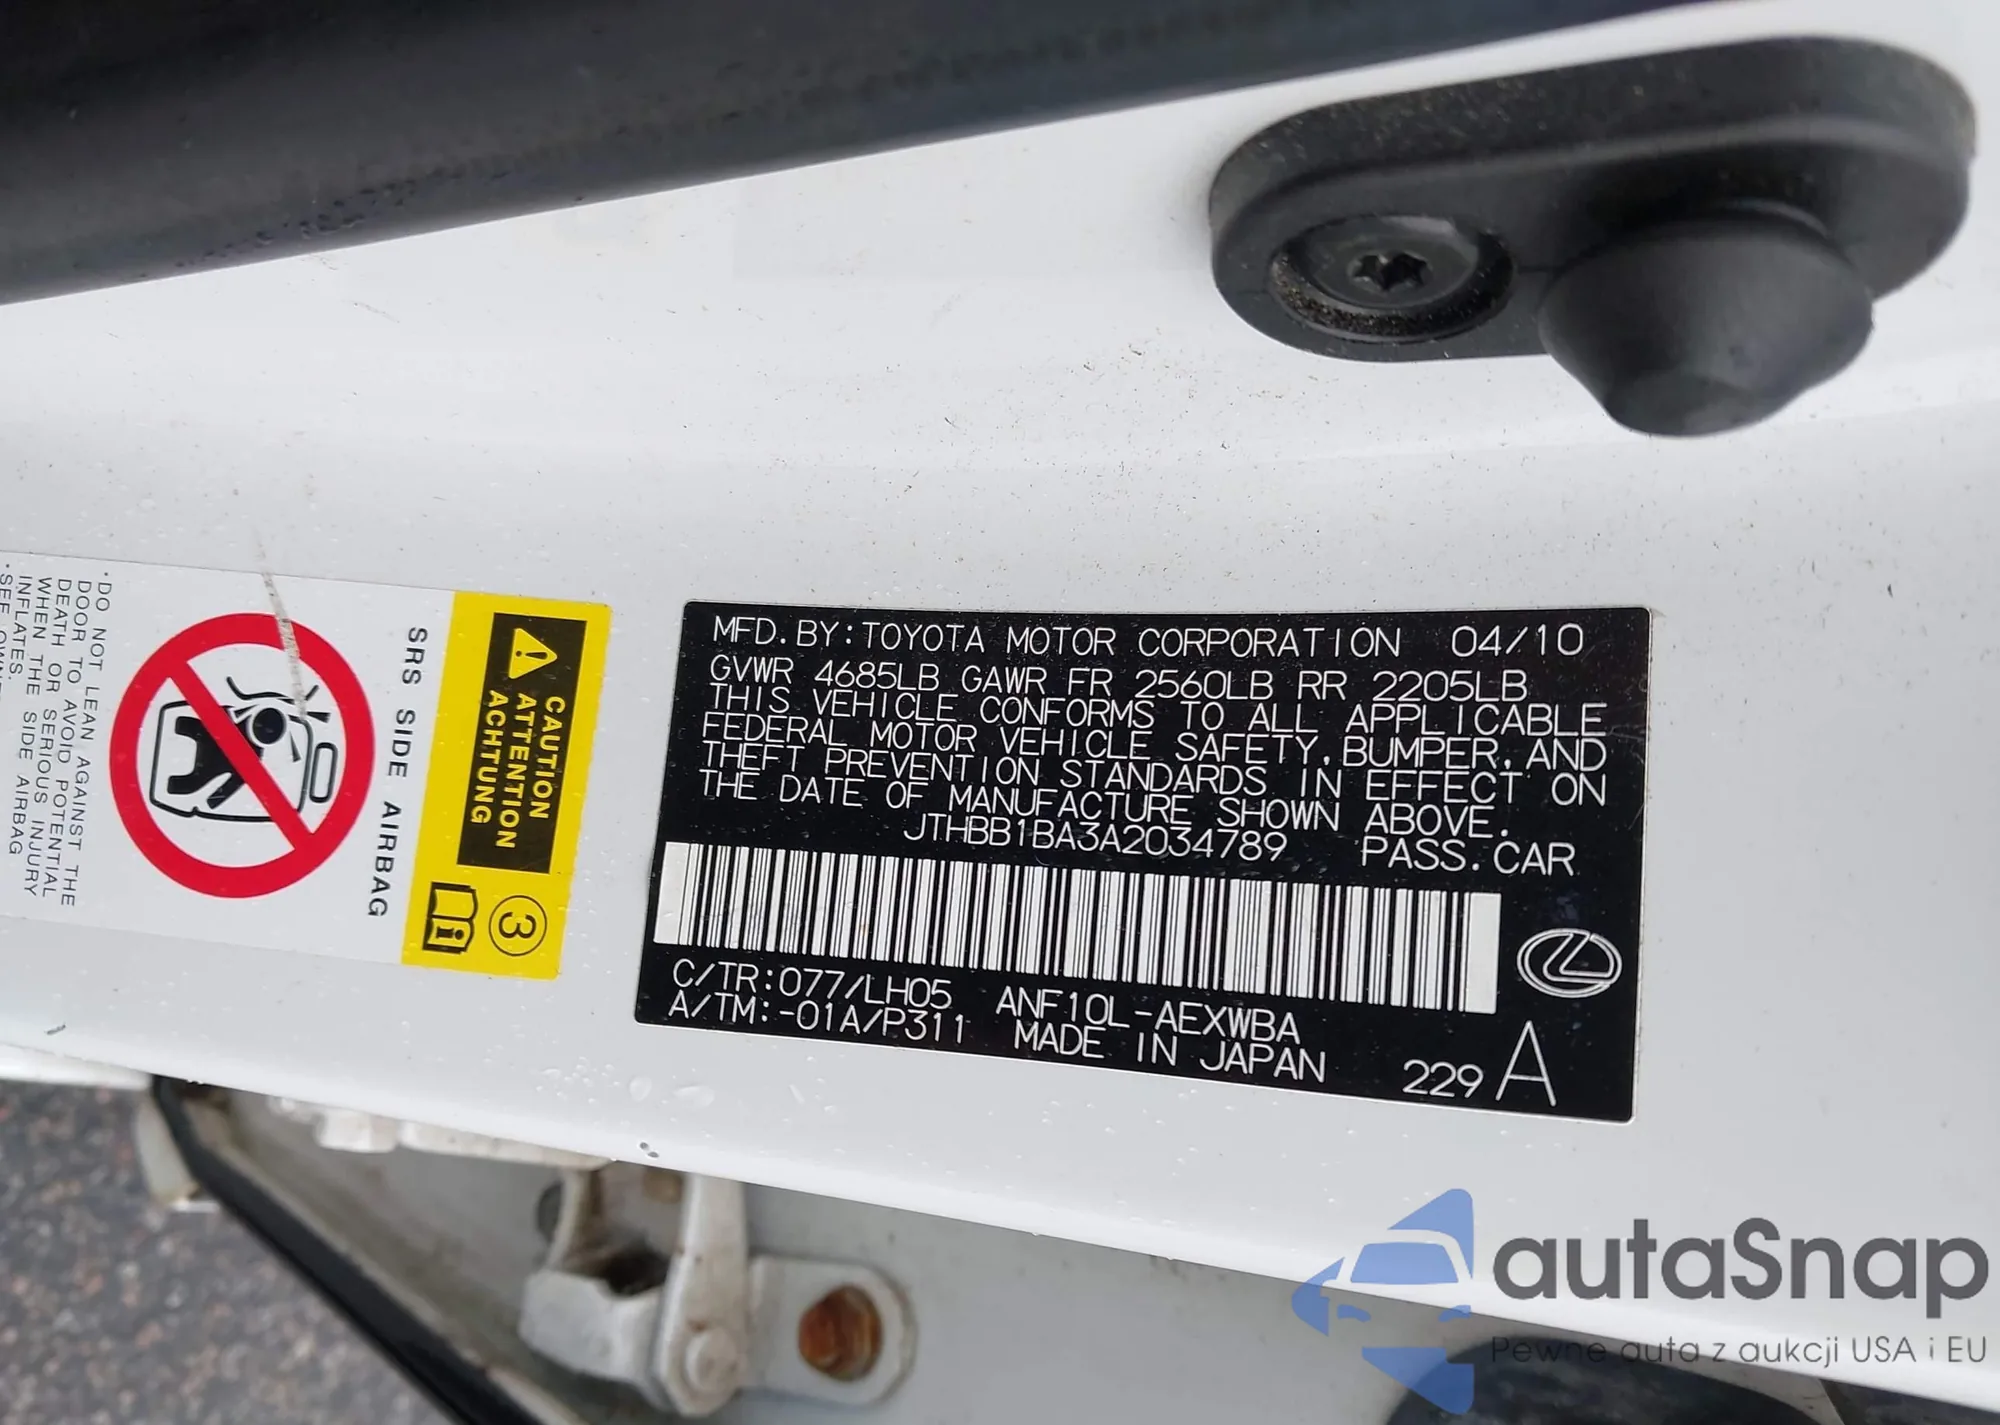 ·DO NOT LEAN AGAINST THE
DOOR TO AVOID POTENTIAL
DEATH OR SERIOUS INJURY
WHEN THE SIDE AIRBAG
INFLATES.
SRS SIDE AIRBAG
CAUTION
ATTENTION
ACHTUNG
3
MFD.BY:TOYOTA MOTOR CORPORATION 04/10
GVWR 4685LB GAWR FR 2560LB RR 2205LB
THIS VEHICLE CONFORMS TO ALL APPLICABLE
FEDERAL MOTOR VEHICLE SAFETY,BUMPER,AND
THEFT PREVENTION STANDARDS IN EFFECT ON
THE DATE OF MANUFACTURE SHOWN ABOVE.
JTHBB1BA3A2034789 PASS.CAR
C/TR:077/LH05 ANF10L-AEXWBA
A/TM:-01A/P311 MADE IN JAPAN 229 A
autaSnap
Pewne auta z aukcji USA i EU